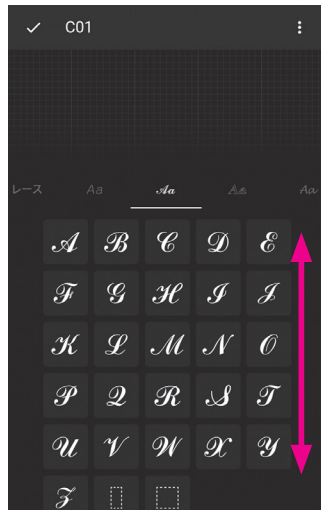 C01
レース Aa Aa Aa Aa
A B C D E
F G H I J
K L M N O
P Q R S T
U V W X Y
Z